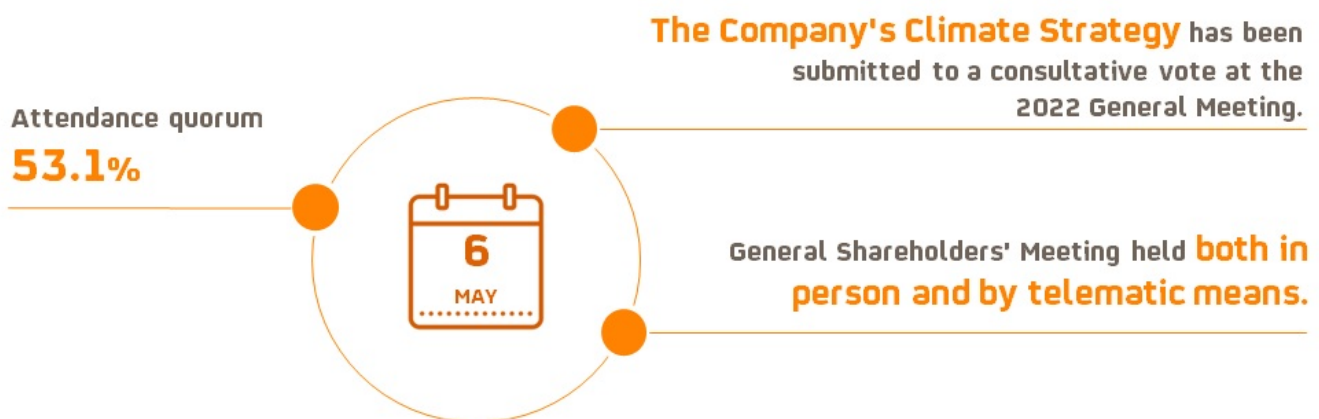 Attendance quorum
53.1%
6
MAY
The Company's Climate Strategy has been
submitted to a consultative vote at the
2022 General Meeting.
General Shareholders' Meeting held both in
person and by telematic means.